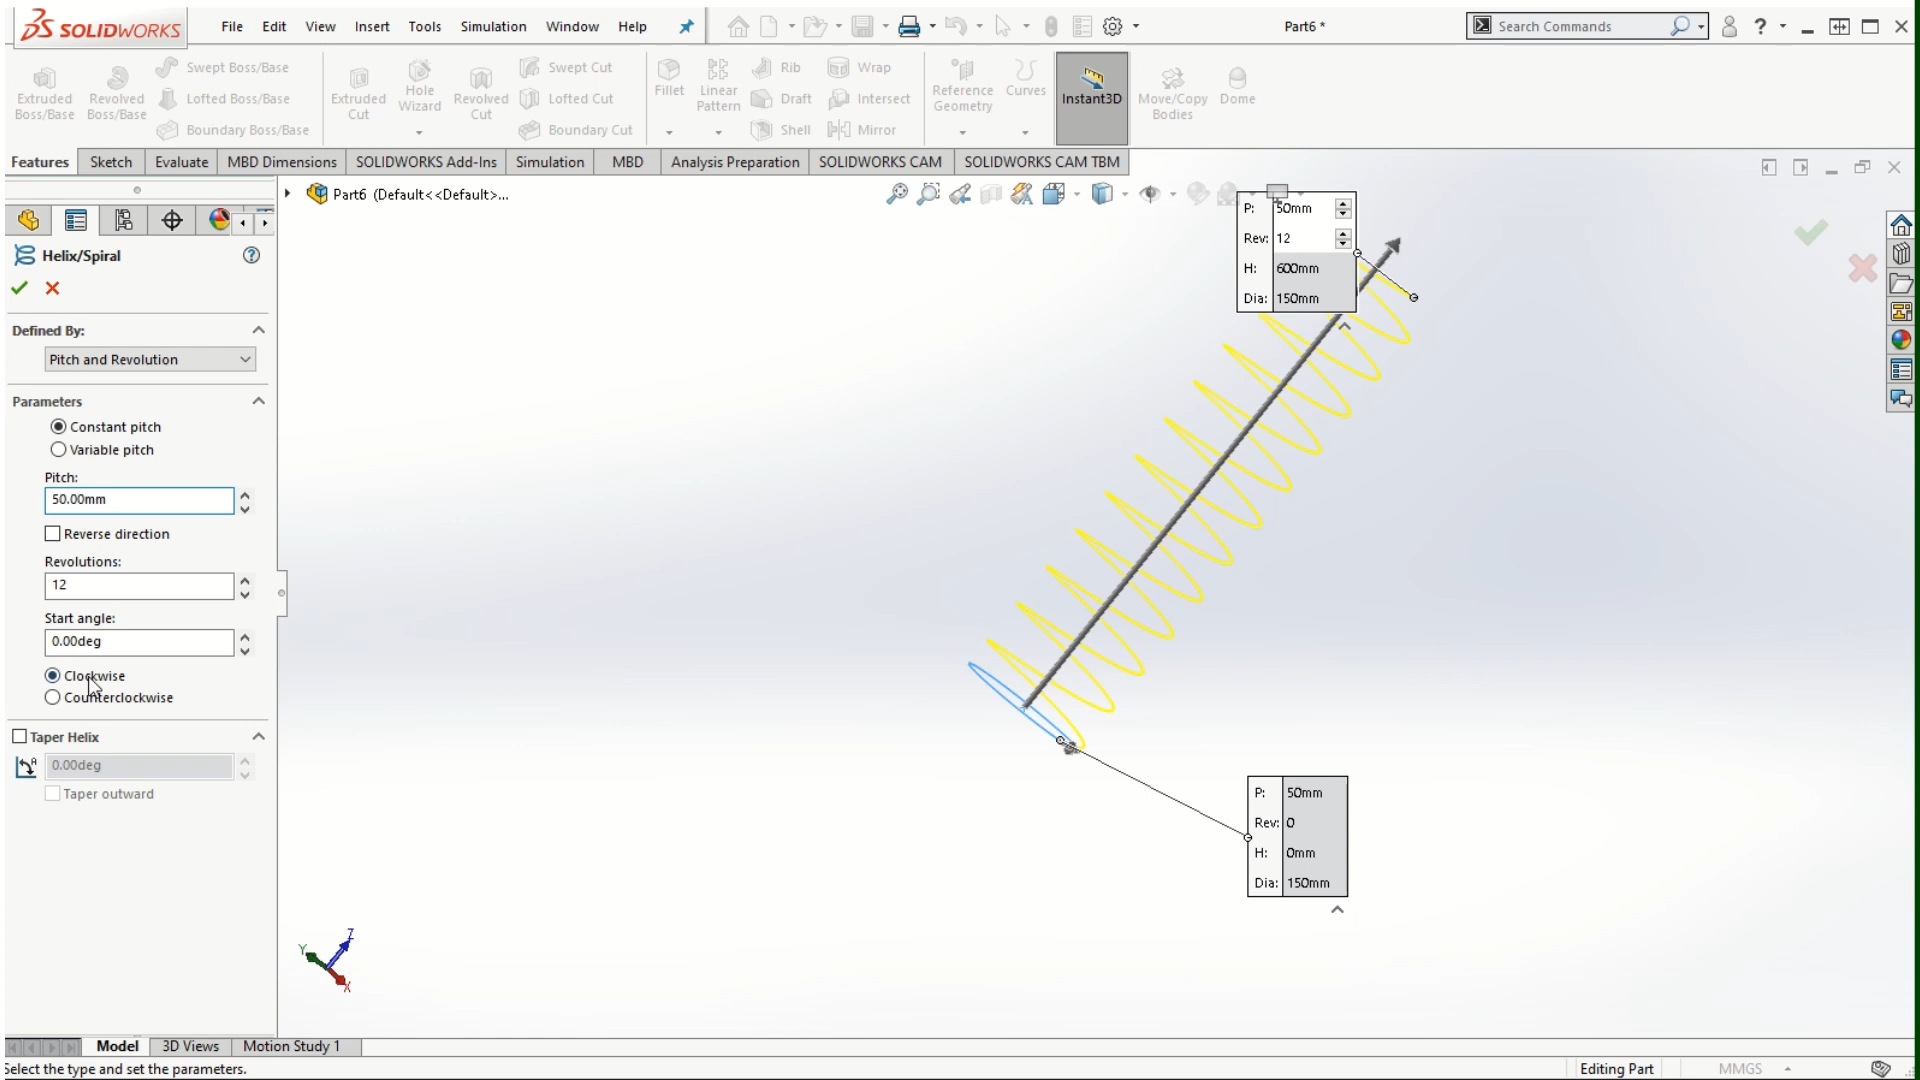 SOLIDWORKS File Edit View Insert Tools Simulation Window Help Part6 * Search Commands
Extruded Boss/Base
Revolved Boss/Base
Swept Boss/Base
Lofted Boss/Base
Boundary Boss/Base
Extruded Cut
Hole Wizard
Revolved Cut
Swept Cut
Lofted Cut
Boundary Cut
Fillet
Linear Pattern
Rib
Draft
Shell
Wrap
Intersect
Mirror
Reference Geometry
Curves
Instant3D
Move/Copy Bodies
Dome
Features Sketch Evaluate MBD Dimensions SOLIDWORKS Add-Ins Simulation MBD Analysis Preparation SOLIDWORKS CAM SOLIDWORKS CAM TBM
Part6 (Default<<Default>...
Helix/Spiral
Defined By:
Pitch and Revolution
Parameters
Constant pitch
Variable pitch
Pitch:
50.00mm
Reverse direction
Revolutions:
12
Start angle:
0.00deg
Clockwise
Counterclockwise
Taper Helix
0.00deg
Taper outward
P: 50mm
Rev: 12
H: 600mm
Dia: 150mm
P: 50mm
Rev: 0
H: 0mm
Dia: 150mm
Z
Y
X
Model 3D Views Motion Study 1
Select the type and set the parameters. Editing Part MMGS